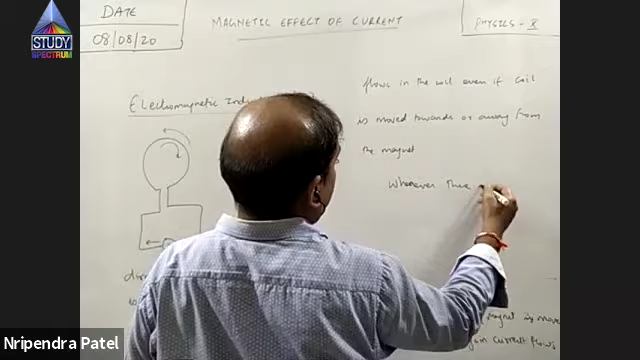 DATE
08/08/20
STUDY
SPECTRUM
MAGNETIC EFFECT OF CURRENT
PHYSICS - X
Electromagnetic
flows in the coil even if coil
is moved towards or away from
the magnet
Whenever there
magnet is move
again current flows
Nripendra Patel